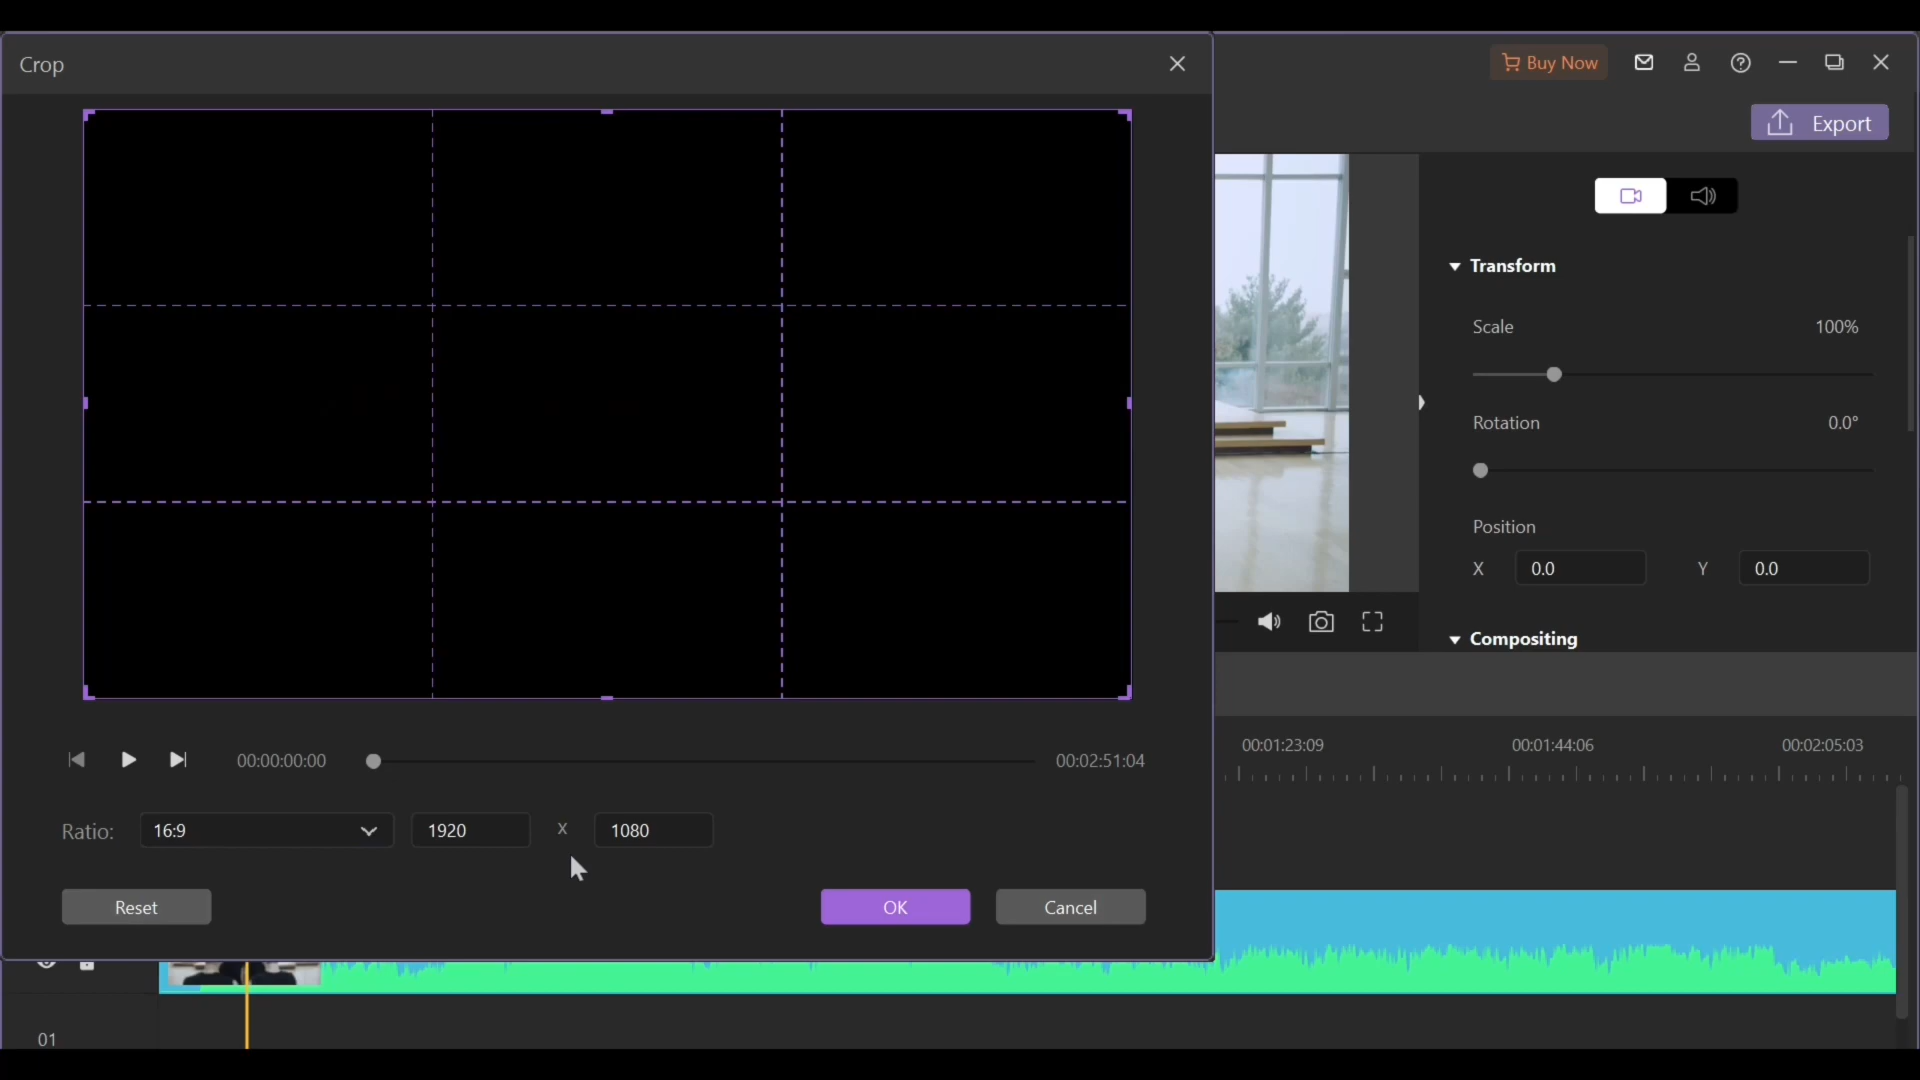 Crop
Buy Now
Export
Transform
Scale 100%
Rotation 0.0°
Position
X 0.0 Y 0.0
Compositing
00:00:00:00 00:02:51:04
00:01:23:09 00:01:44:06 00:02:05:03
Ratio: 16:9 1920 x 1080
Reset OK Cancel
01